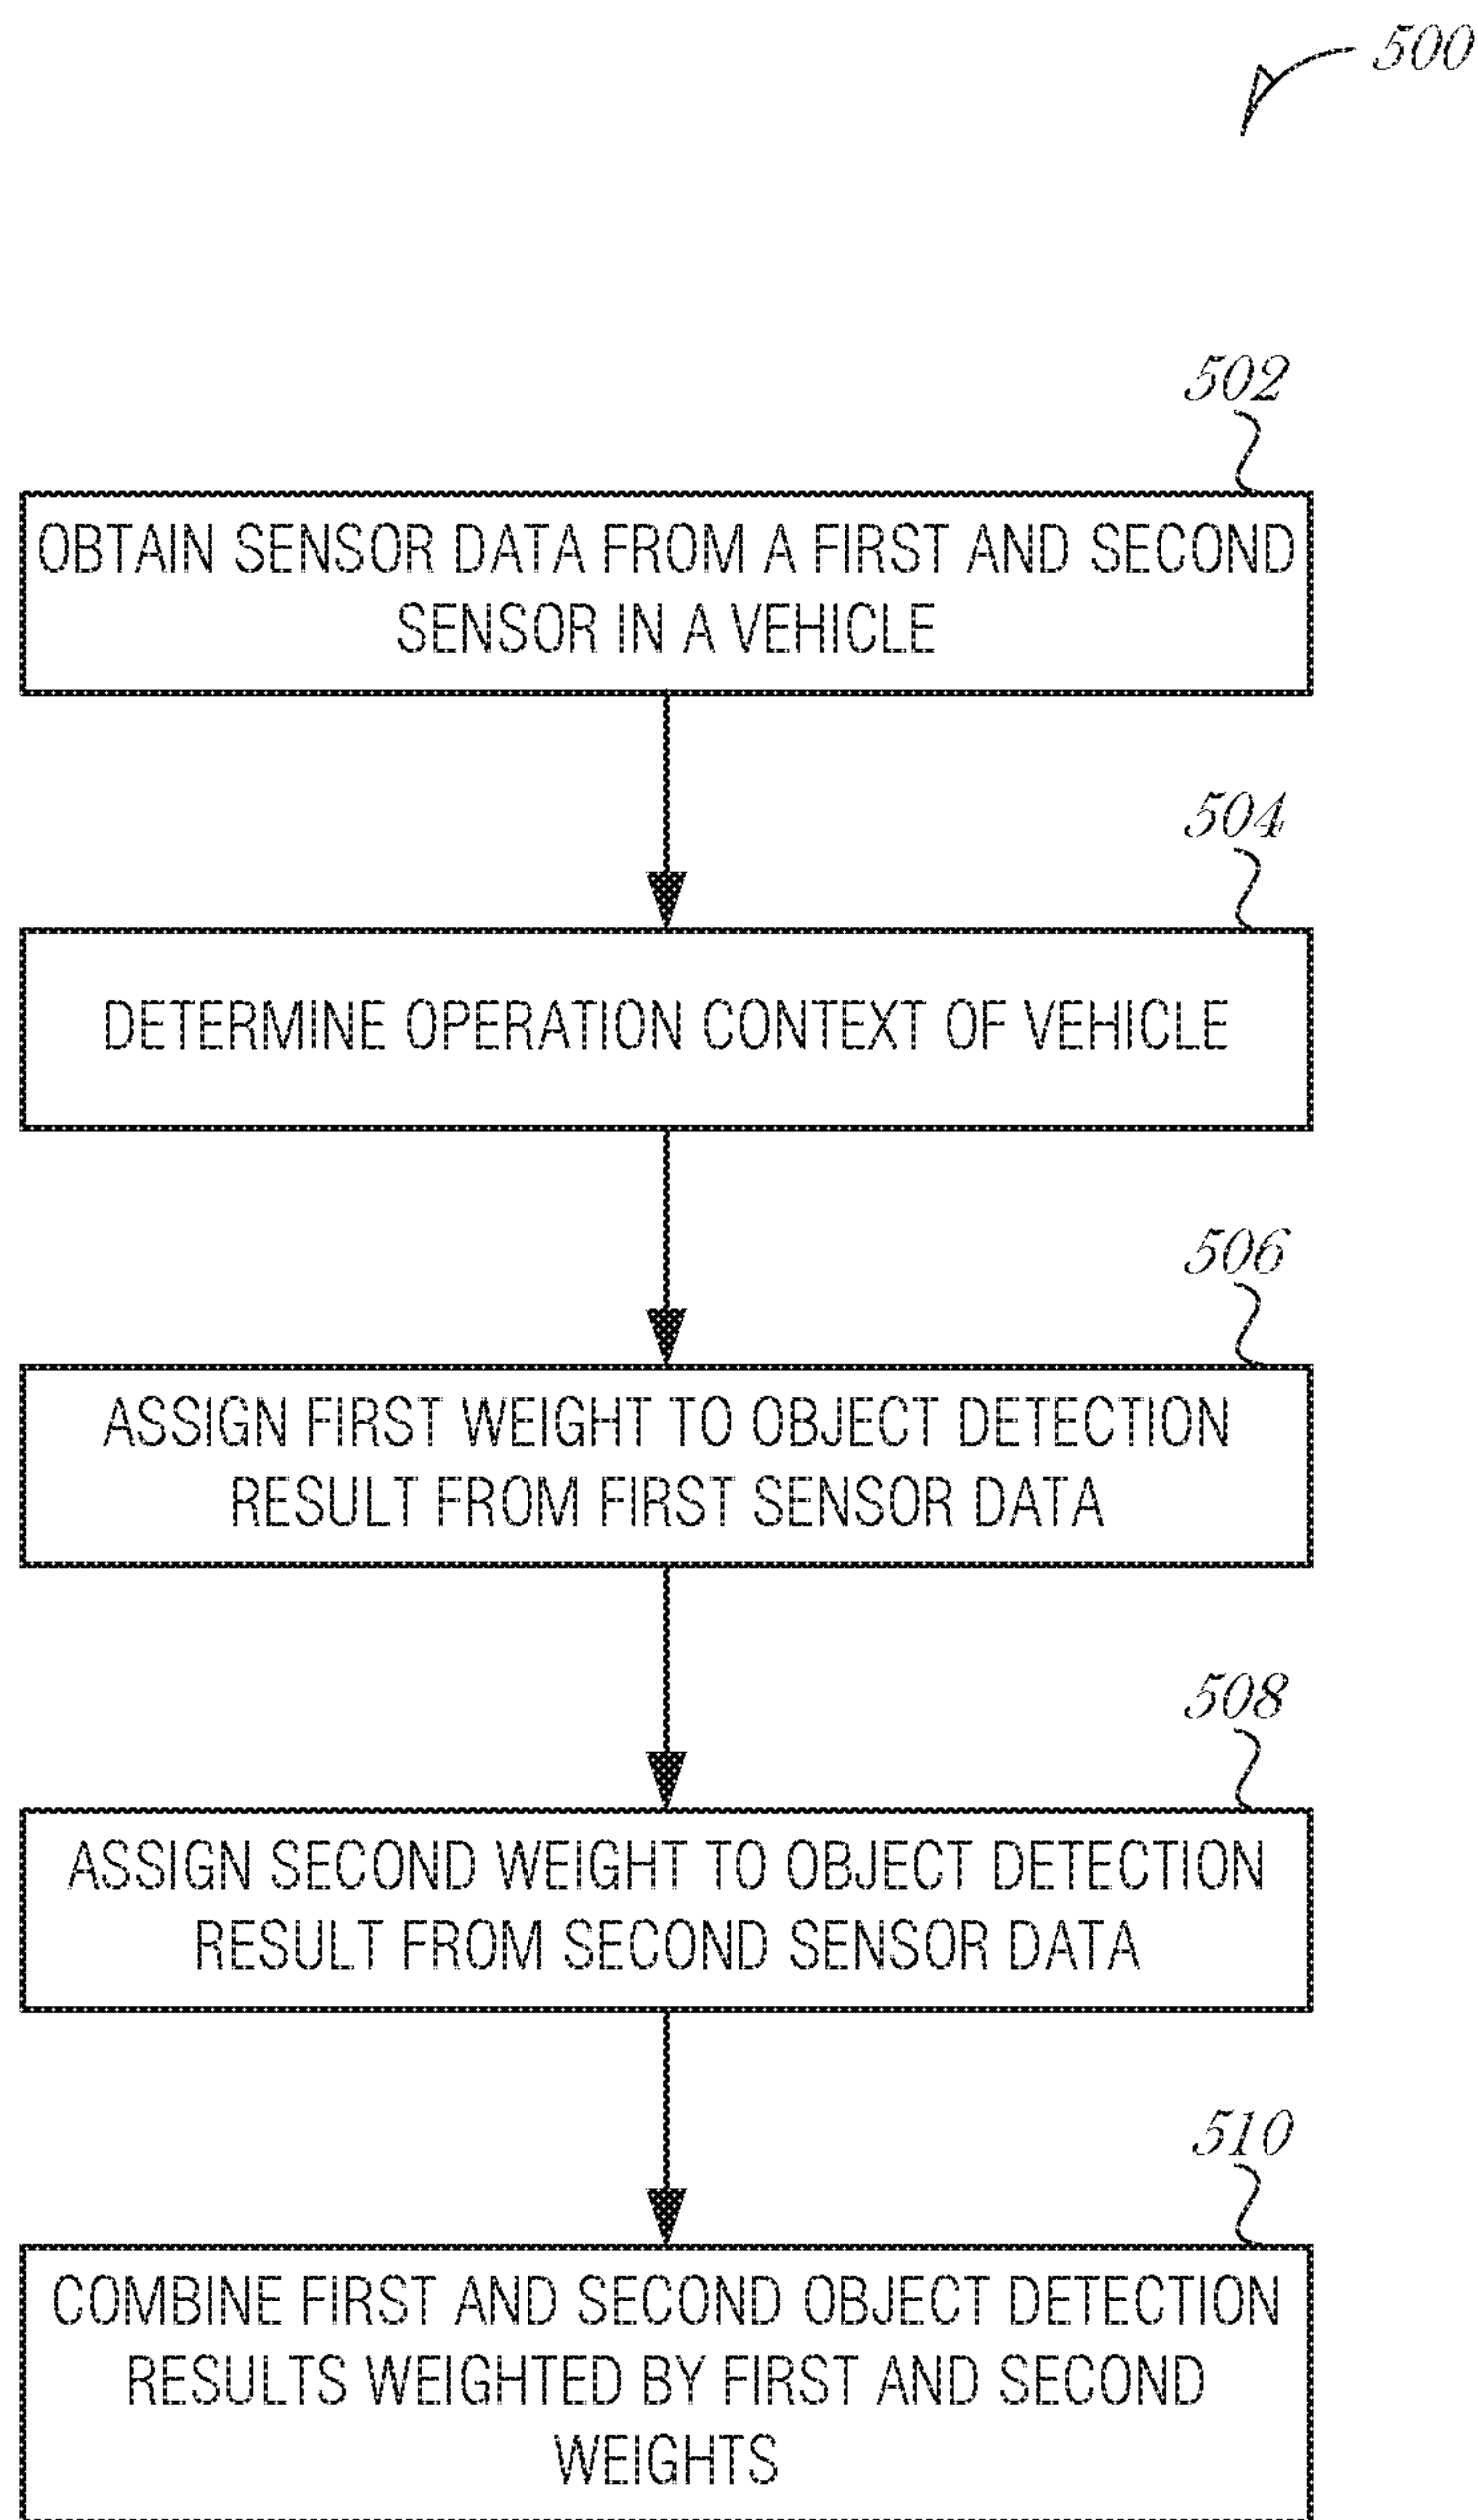 500
502
OBTAIN SENSOR DATA FROM A FIRST AND SECOND
SENSOR IN A VEHICLE
504
DETERMINE OPERATION CONTEXT OF VEHICLE
506
ASSIGN FIRST WEIGHT TO OBJECT DETECTION
RESULT FROM FIRST SENSOR DATA
508
ASSIGN SECOND WEIGHT TO OBJECT DETECTION
RESULT FROM SECOND SENSOR DATA
510
COMBINE FIRST AND SECOND OBJECT DETECTION
RESULTS WEIGHTED BY FIRST AND SECOND
WEIGHTS